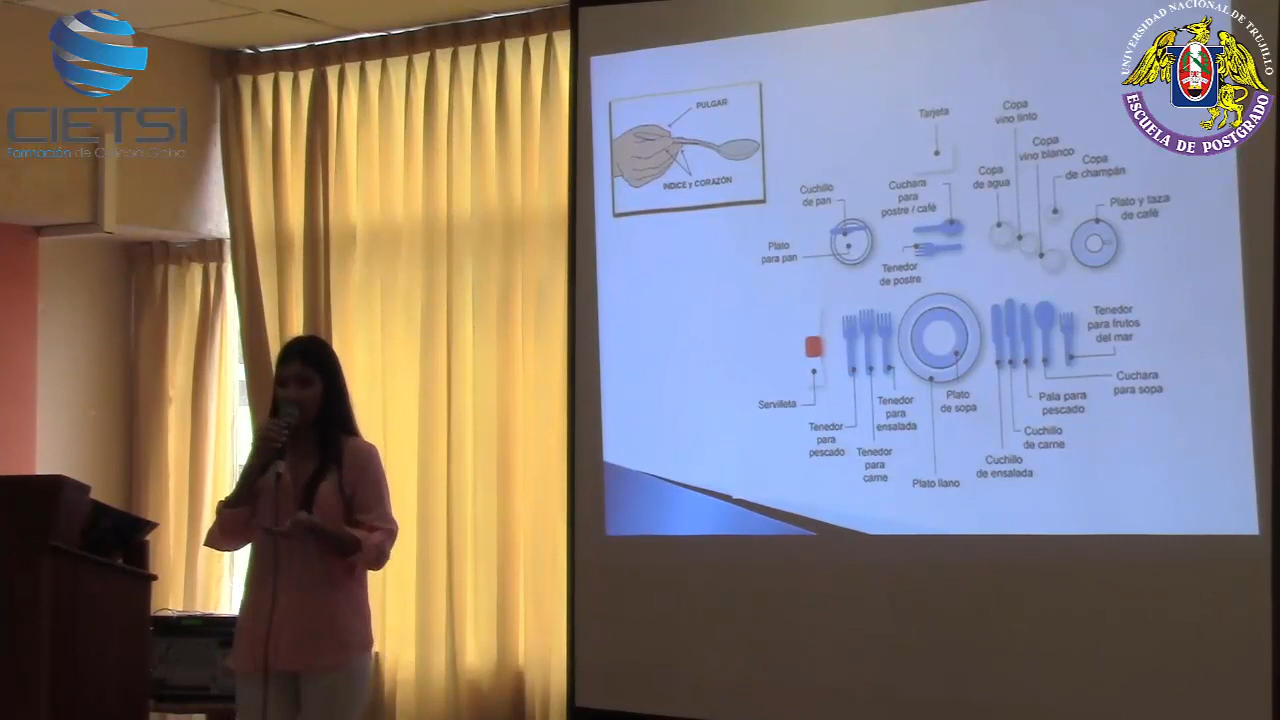 CIETSI
Formación de
UNIVERSIDAD NACIONAL DE TRUJILLO
ESCUELA DE POSTGRADO
PULGAR
INDICE y CORAZÓN
Tarjeta
Copa
vino tinto
Copa
vino blanco
Copa
de champán
Copa
de agua
Plato y taza
de café
Cuchara
para
postre / café
Cuchillo
de pan
Plato
para pan
Tenedor
de postre
Servilleta
Tenedor
para
pescado
Tenedor
para
carne
Tenedor
para
ensalada
Plato llano
Plato
de sopa
Cuchillo
de ensalada
Cuchillo
de carne
Pala para
pescado
Cuchara
para sopa
Tenedor
para frutos
del mar